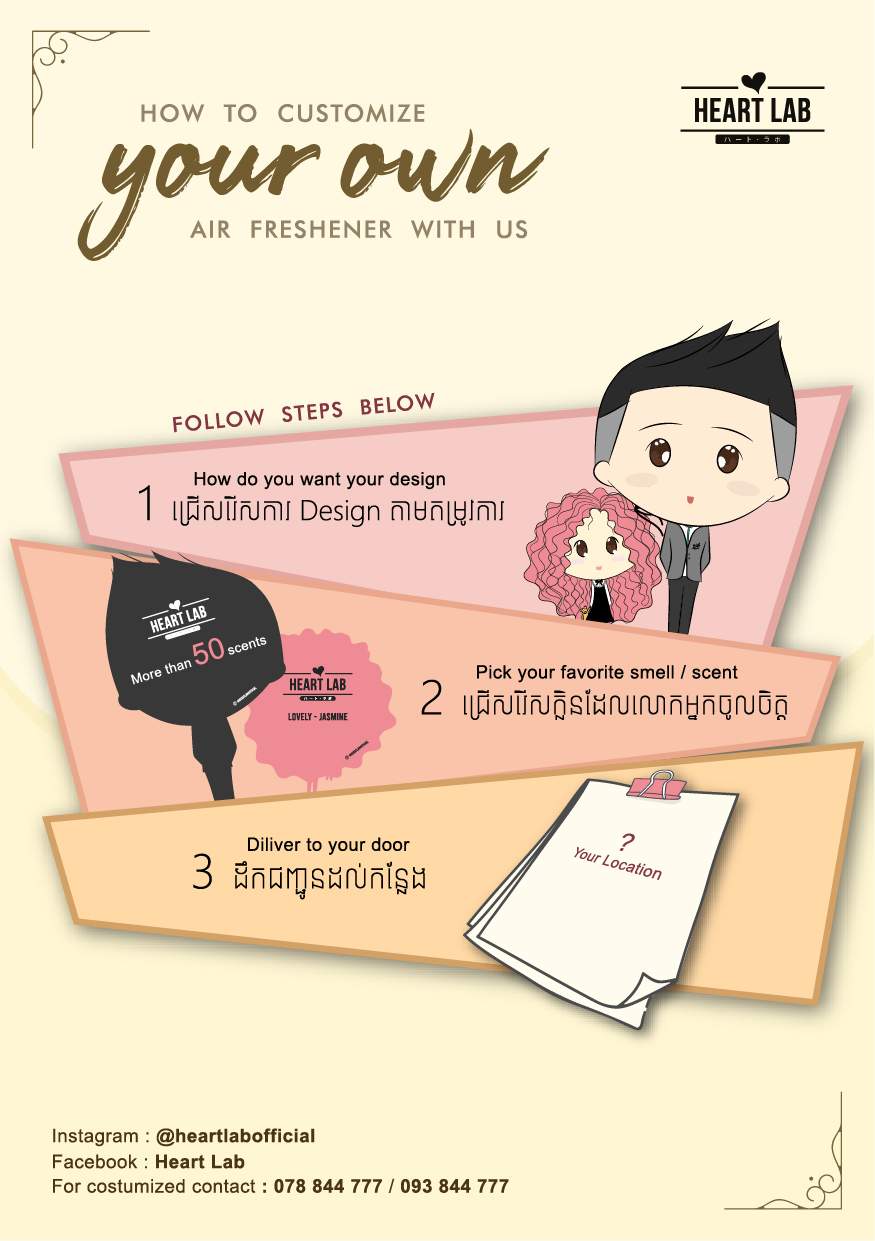 HOW TO CUSTOMIZE
your own
AIR FRESHENER WITH US
HEART LAB
ハート・ラボ
FOLLOW STEPS BELOW
1
How do you want your design
ជ្រើសរើសការ Design តាមតម្រូវការ
HEART LAB
More than 50 scents
HEART LAB
ハート・ラボ
LOVELY - JASMINE
2
Pick your favorite smell / scent
ជ្រើសរើសក្លិនដែលលោកអ្នកចូលចិត្ត
3
Diliver to your door
ដឹកជញ្ជូនដល់កន្លែង
?
Your Location
Instagram : @heartlabofficial
Facebook : Heart Lab
For costumized contact : 078 844 777 / 093 844 777